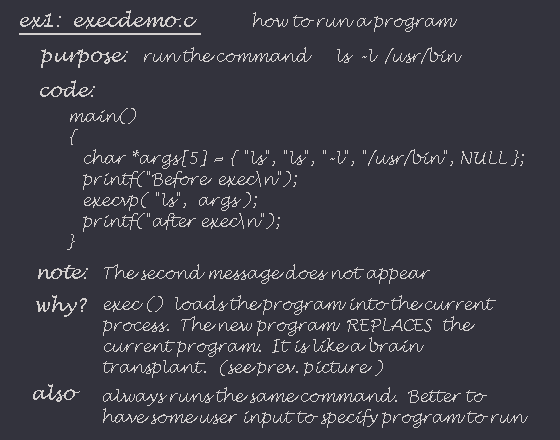 ex1: execdemo.c how to run a program
purpose: run the command ls -l /usr/bin
code:
main()
{
char *args[5] = { "ls", "ls", "-l", "/usr/bin", NULL };
printf("Before exec\n");
execvp( "ls", args );
printf("after exec\n");
}
note: The second message does not appear
why? exec () loads the program into the current
process. The new program REPLACES the
current program. It is like a brain
transplant. (see prev. picture )
also always runs the same command. Better to
have some user input to specify program to run